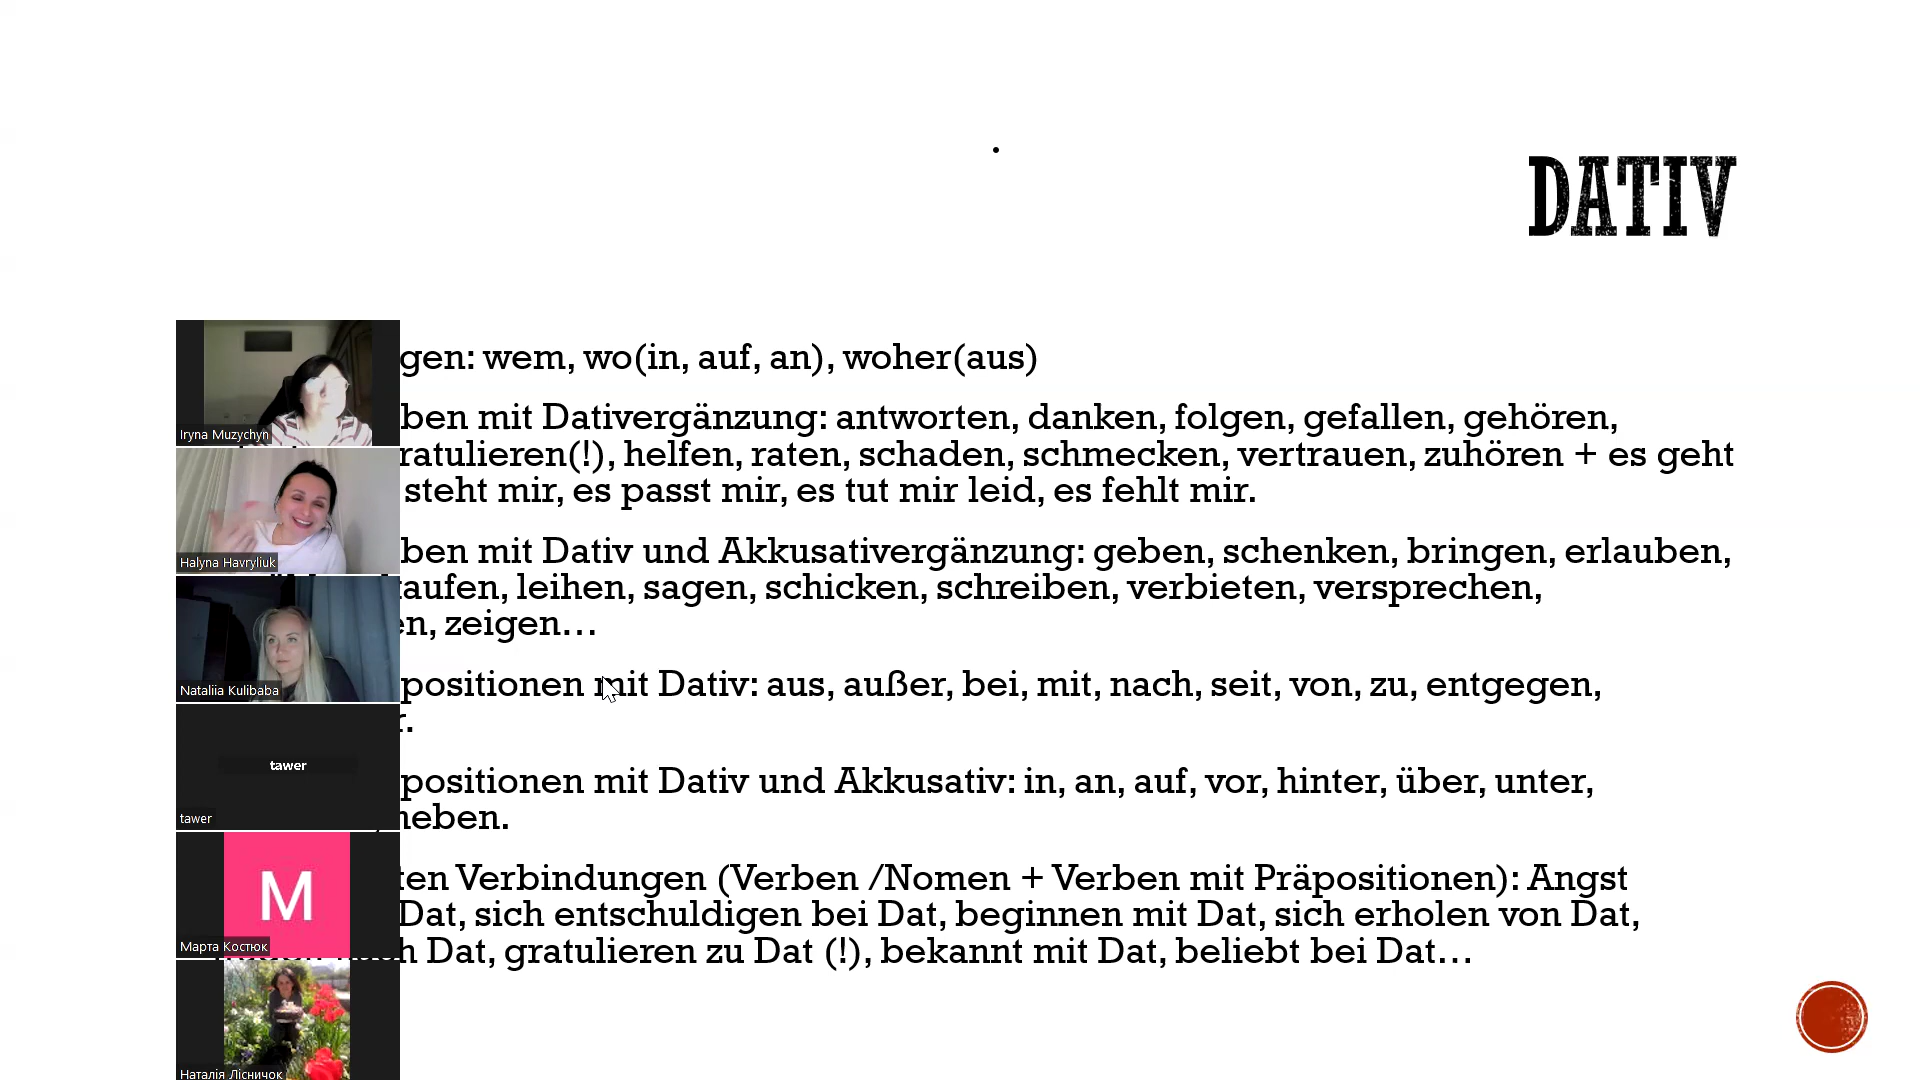 DATIV
gen: wem, wo(in, auf, an), woher(aus)
ben mit Dativergänzung: antworten, danken, folgen, gefallen, gehören,
ratulieren(!), helfen, raten, schaden, schmecken, vertrauen, zuhören + es geht
steht mir, es passt mir, es tut mir leid, es fehlt mir.
ben mit Dativ und Akkusativergänzung: geben, schenken, bringen, erlauben,
kaufen, leihen, sagen, schicken, schreiben, verbieten, versprechen,
en, zeigen…
positionen mit Dativ: aus, außer, bei, mit, nach, seit, von, zu, entgegen,
r.
positionen mit Dativ und Akkusativ: in, an, auf, vor, hinter, über, unter,
neben.
ten Verbindungen (Verben /Nomen + Verben mit Präpositionen): Angst
Dat, sich entschuldigen bei Dat, beginnen mit Dat, sich erholen von Dat,
h Dat, gratulieren zu Dat (!), bekannt mit Dat, beliebt bei Dat…
Iryna Muzychyn
Halyna Havryliuk
Nataliia Kulibaba
tawer
tawer
M
Марта Костюк
Наталія Лісничок